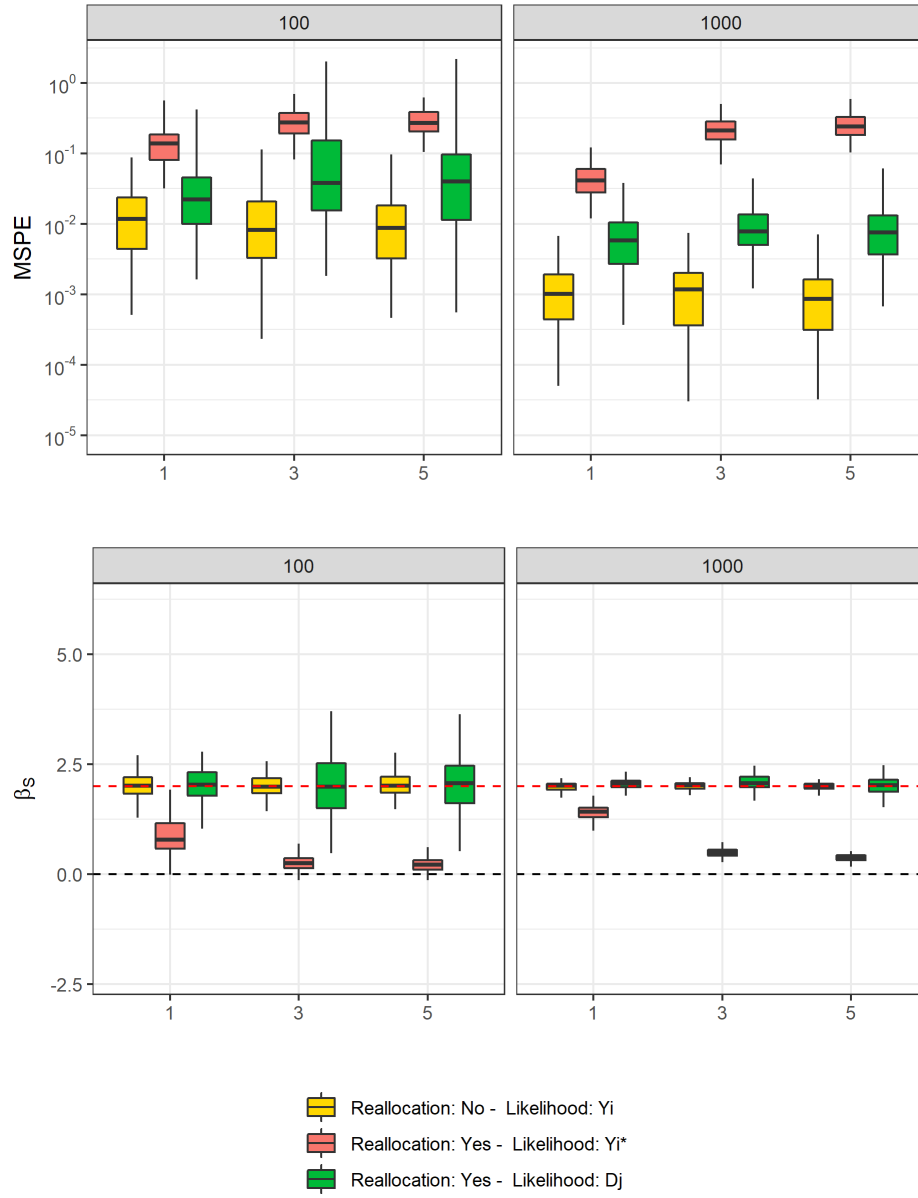 100 1000
MSPE
10^0
10^-1
10^-2
10^-3
10^-4
10^-5
1 3 5 1 3 5
100 1000
βs
5.0
2.5
0.0
-2.5
1 3 5 1 3 5
Reallocation: No - Likelihood: Yi
Reallocation: Yes - Likelihood: Yi*
Reallocation: Yes - Likelihood: Dj